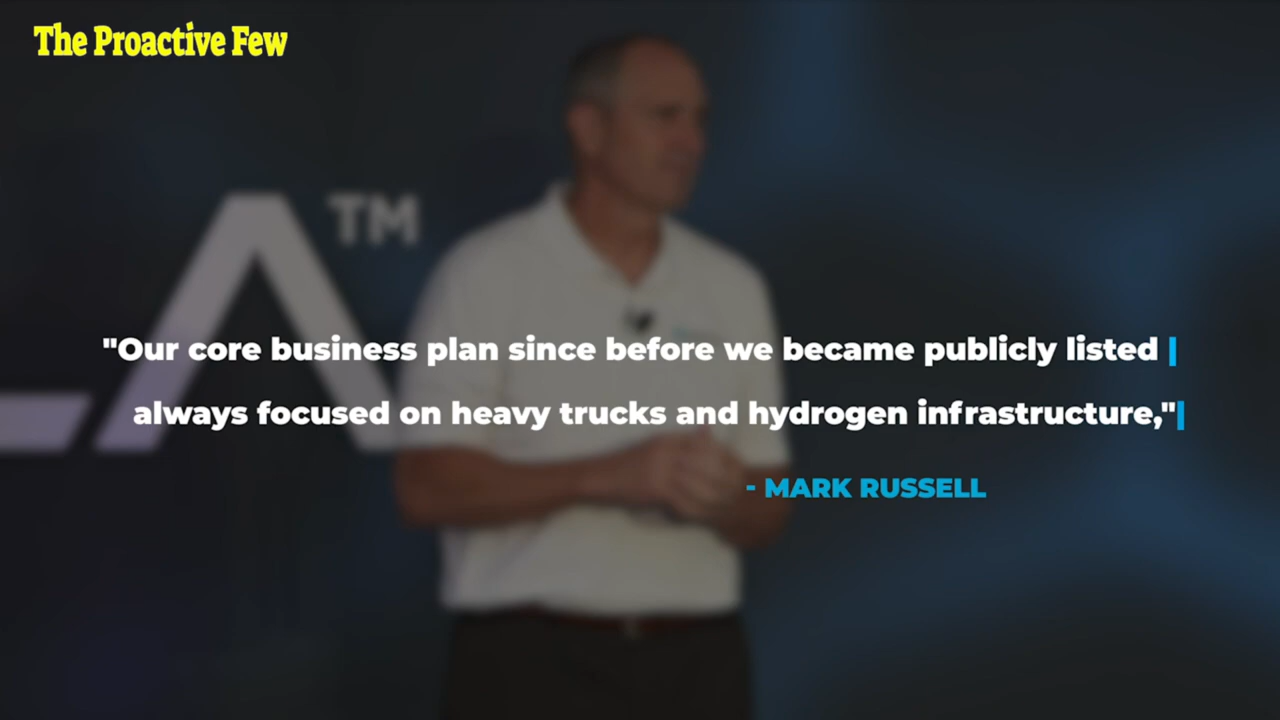 The Proactive Few
LA™
"Our core business plan since before we became publicly listed
always focused on heavy trucks and hydrogen infrastructure,"
- MARK RUSSELL